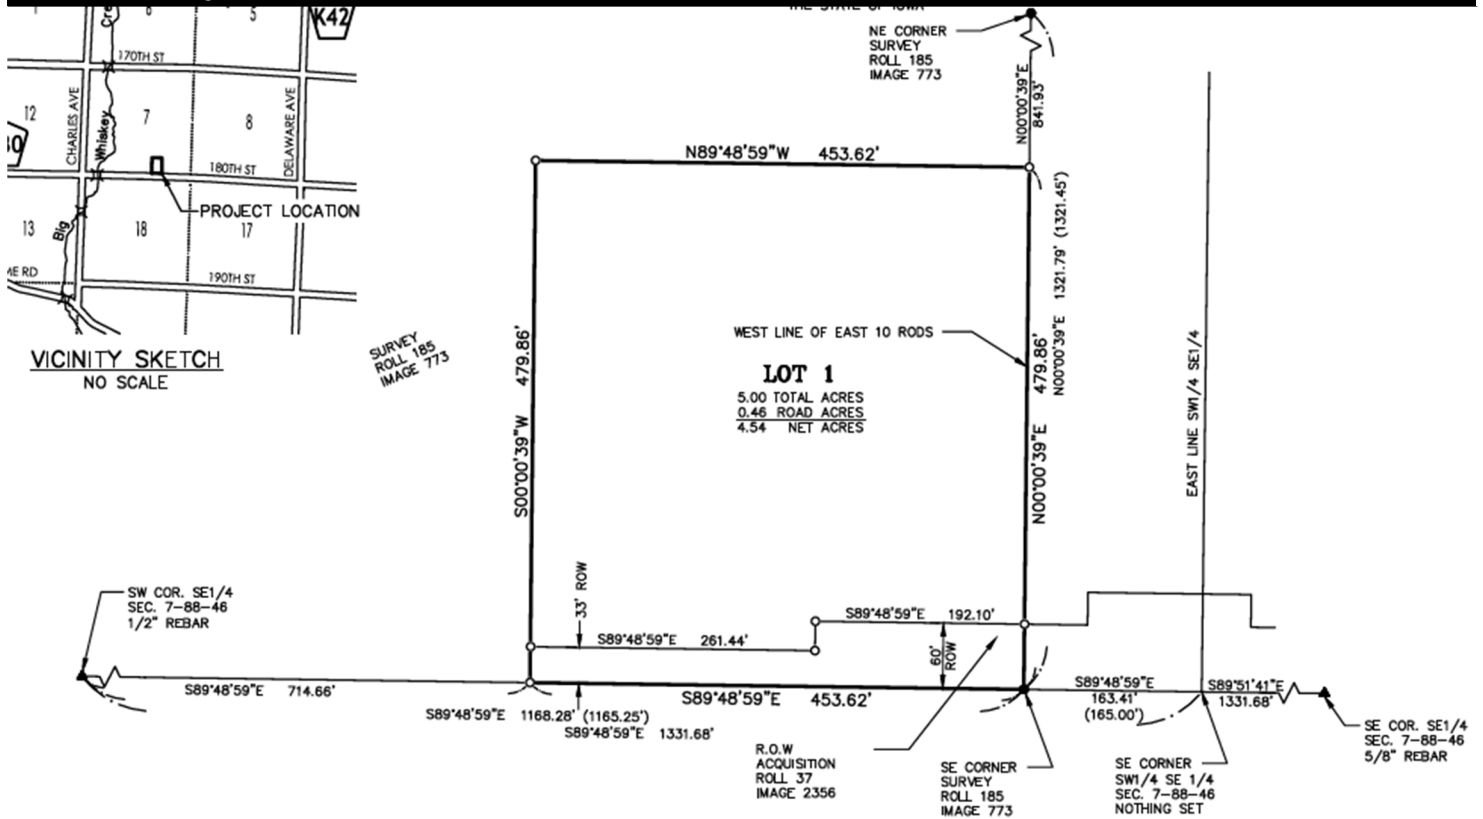 THE STATE OF IOWA
NE CORNER
SURVEY
ROLL 185
IMAGE 773
N00°00'39"E
841.93'
6
5
K42
170TH ST
12
7
8
CHARLES AVE
Whiskey
DELAWARE AVE
180TH ST
PROJECT LOCATION
13
Big
18
17
190TH ST
VICINITY SKETCH
NO SCALE
N89°48'59"W 453.62'
N00°00'39"E 1321.79' (1321.45')
SURVEY
ROLL 185
IMAGE 773
S00°00'39"W 479.86'
WEST LINE OF EAST 10 RODS
LOT 1
5.00 TOTAL ACRES
0.46 ROAD ACRES
4.54 NET ACRES
N00°00'39"E 479.86'
EAST LINE SW1/4 SE1/4
SW COR. SE1/4
SEC. 7-88-46
1/2" REBAR
33' ROW
S89°48'59"E 261.44'
S89°48'59"E 192.10'
60'
ROW
S89°48'59"E 714.66'
S89°48'59"E 453.62'
S89°48'59"E
163.41'
(165.00')
S89°51'41"E
1331.68'
S89°48'59"E 1168.28' (1165.25')
S89°48'59"E 1331.68'
R.O.W
ACQUISITION
ROLL 37
IMAGE 2356
SE CORNER
SURVEY
ROLL 185
IMAGE 773
SE CORNER
SW1/4 SE 1/4
SEC. 7-88-46
NOTHING SET
SE COR. SE1/4
SEC. 7-88-46
5/8" REBAR